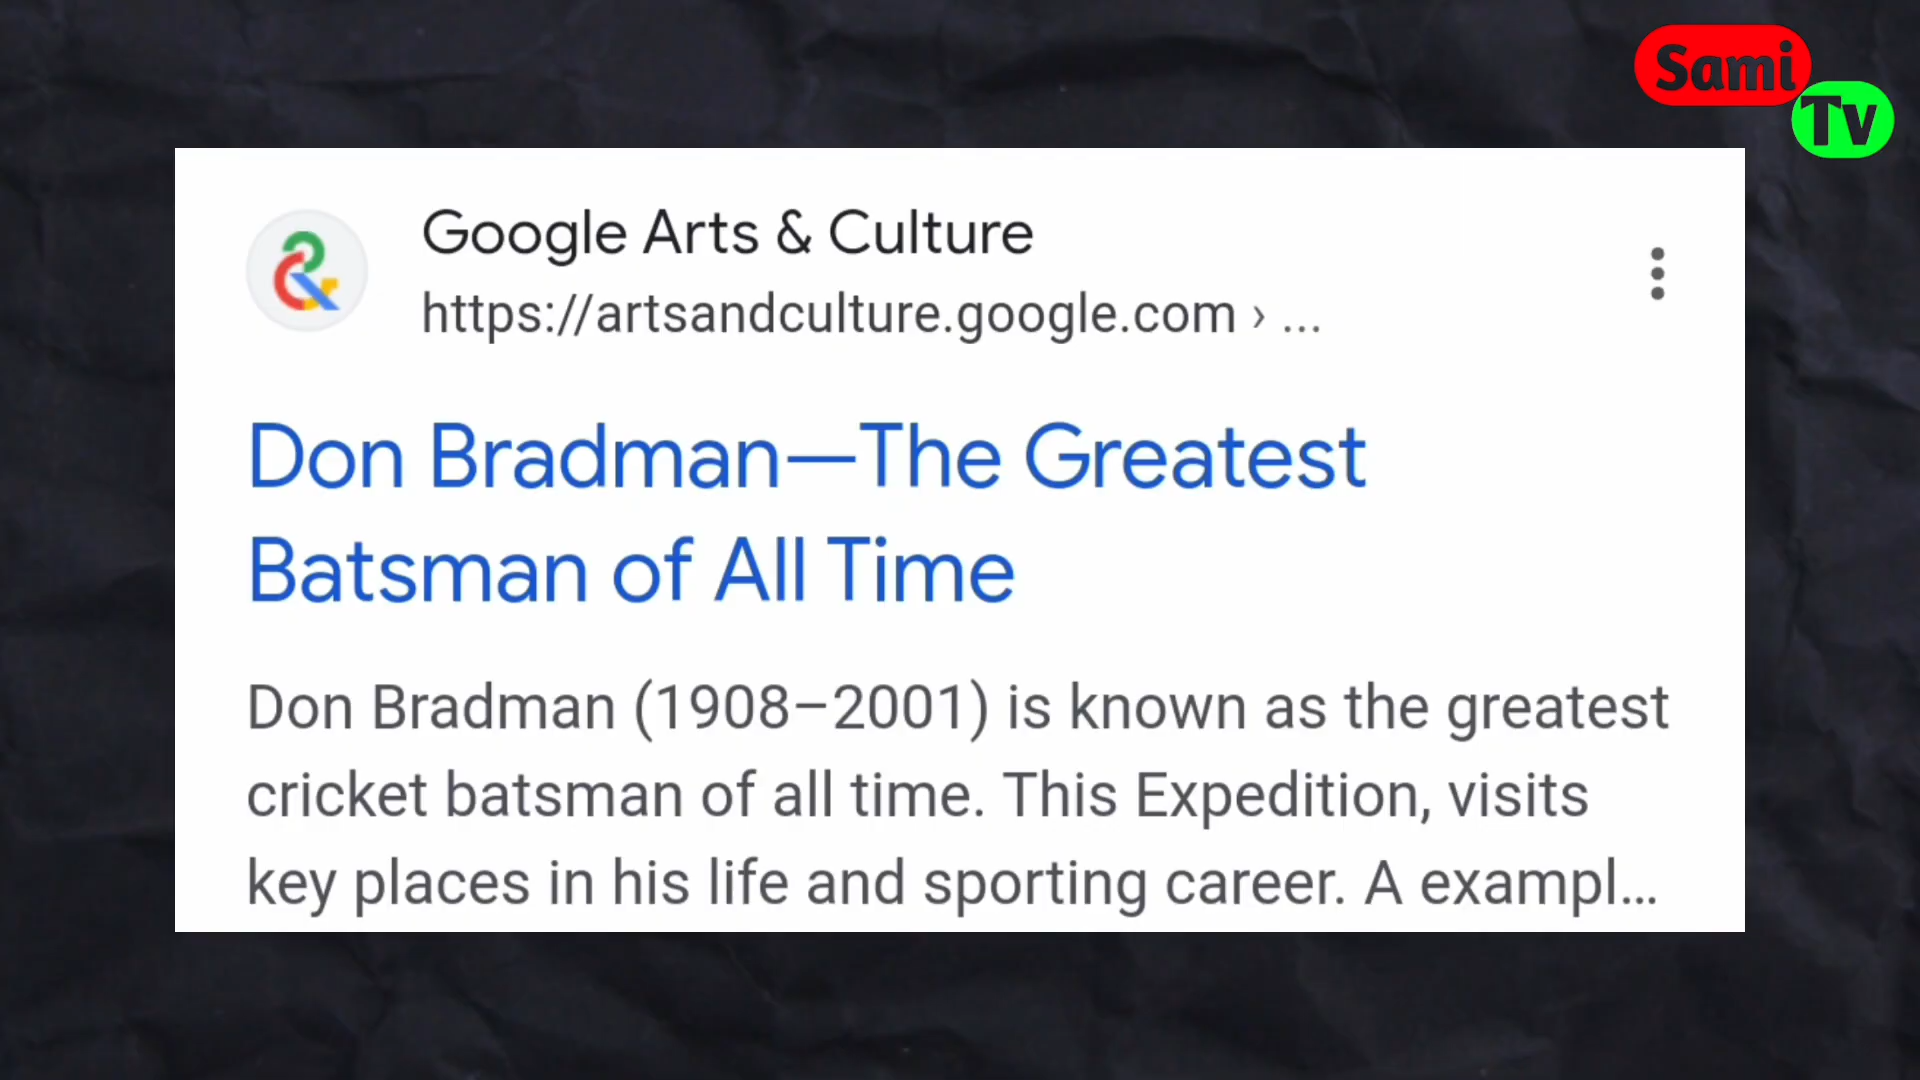 Sami
Tv
Google Arts & Culture
https://artsandculture.google.com › ...
Don Bradman—The Greatest
Batsman of All Time
Don Bradman (1908–2001) is known as the greatest
cricket batsman of all time. This Expedition, visits
key places in his life and sporting career. A exampl...